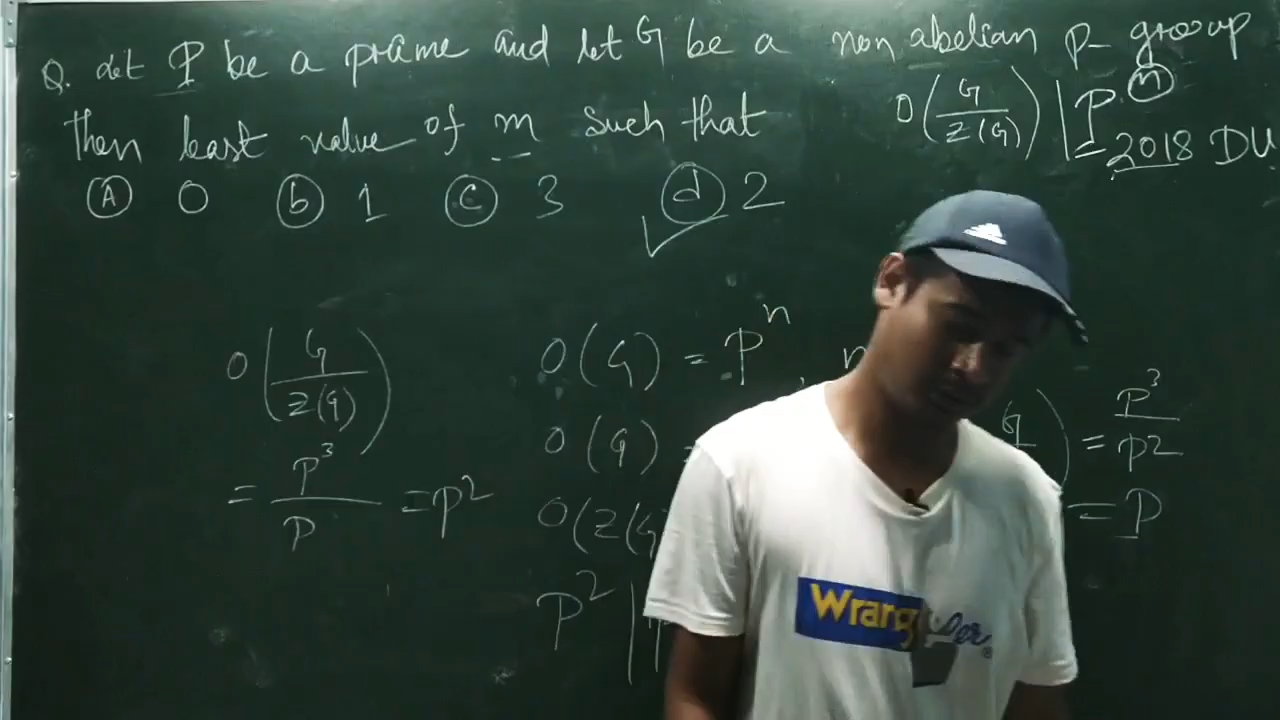 Q. Let P be a prime and let G be a non abelian P- group
then least value of m such that O(G/Z(G)) | P^m
2018 DU
(A) 0 (b) 1 (c) 3 (d) 2
O(G/Z(G)) O(G) = P^n , n
= P^3/P = P^2 O(G) G ) = P^3/P^2
O(Z(G = P
P^2 |
Wrangler
®